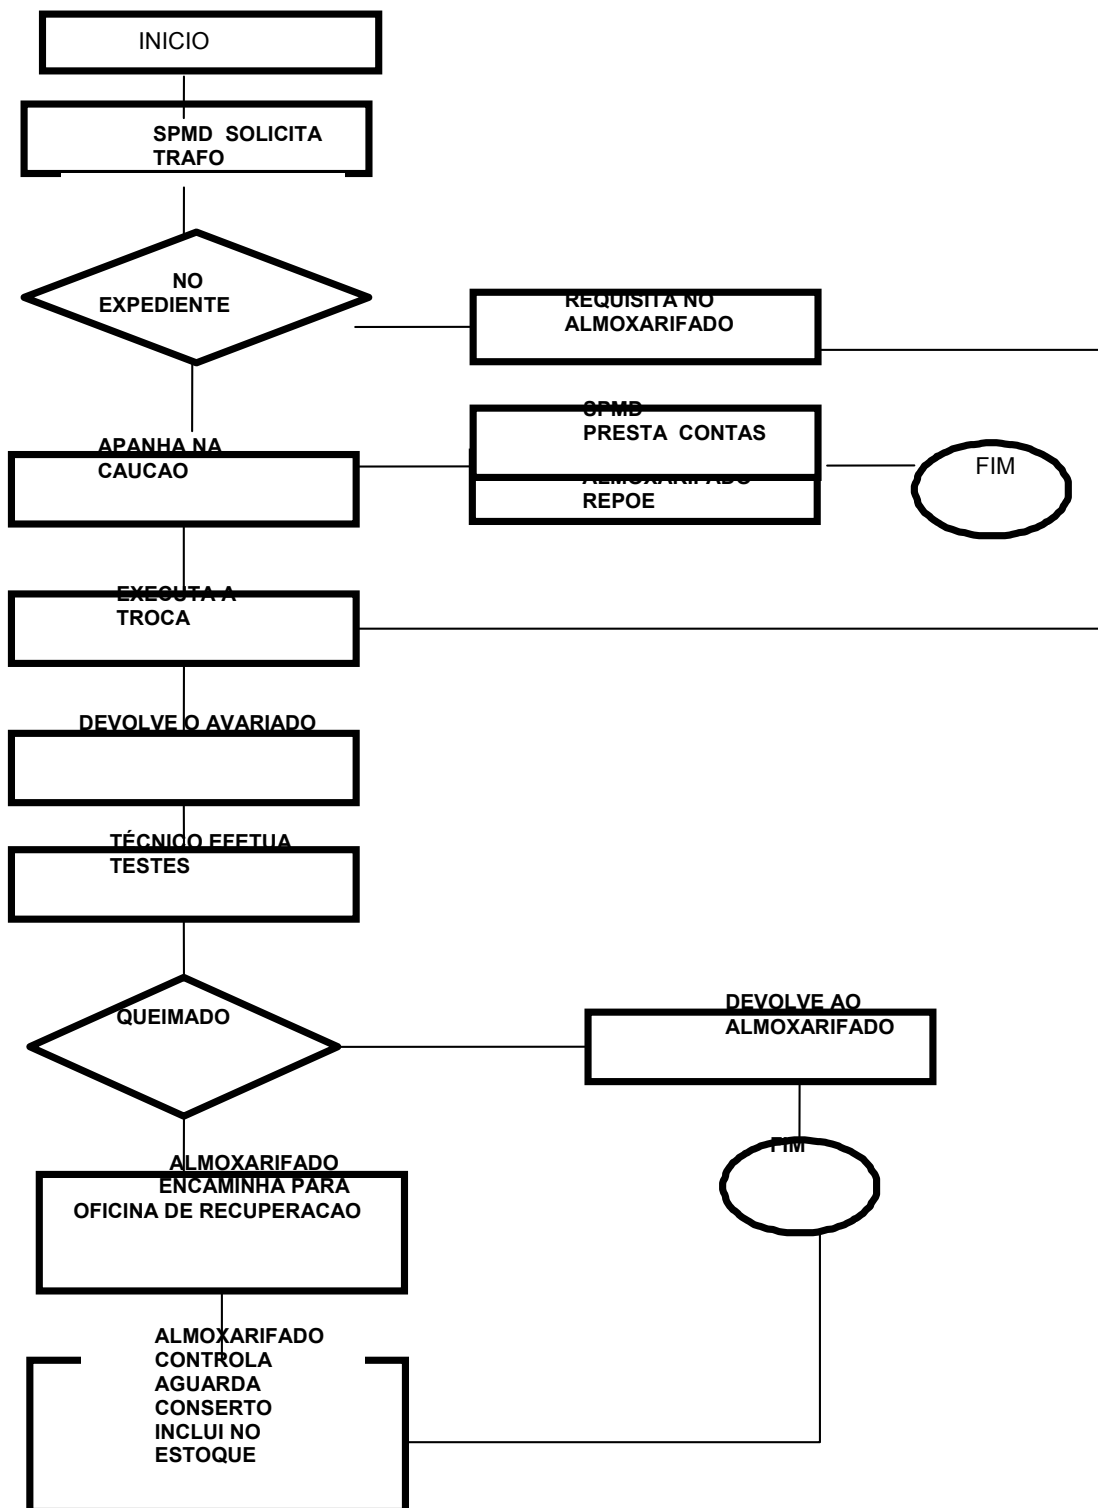 INICIO
SPMD SOLICITA
TRAFO
NO
EXPEDIENTE
REQUISITA NO
ALMOXARIFADO
SPMD
PRESTA CONTAS
ALMOXARIFADO
REPOE
FIM
APANHA NA
CAUCAO
EXECUTA A
TROCA
DEVOLVE O AVARIADO
TÉCNICO EFETUA
TESTES
QUEIMADO
DEVOLVE AO
ALMOXARIFADO
FIM
ALMOXARIFADO
ENCAMINHA PARA
OFICINA DE RECUPERACAO
ALMOXARIFADO
CONTROLA
AGUARDA
CONSERTO
INCLUI NO
ESTOQUE